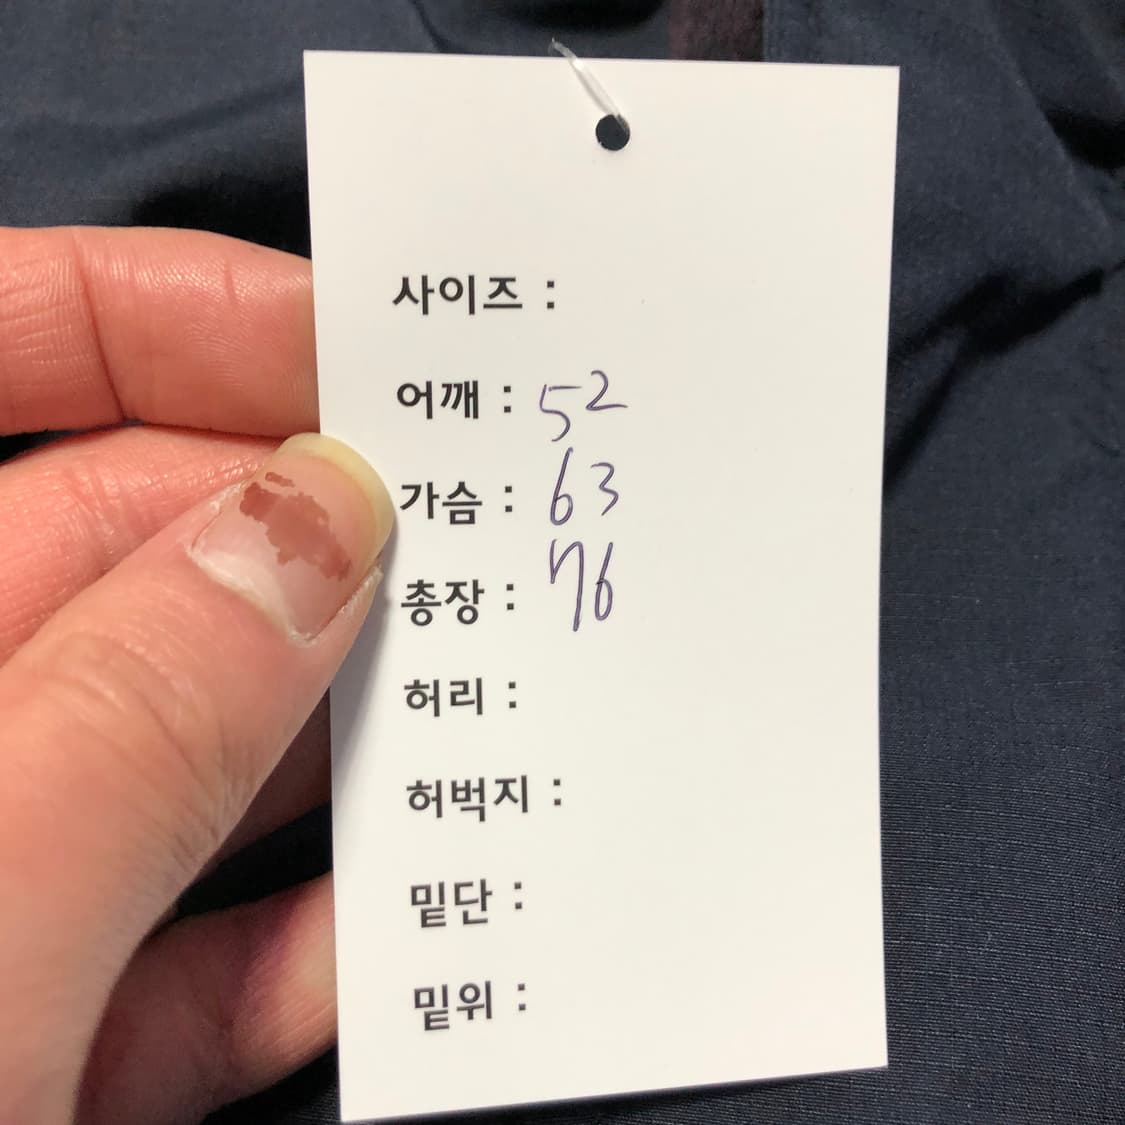 사이즈 :
어깨 : 52
가슴 : 63
총장 : 76
허리 :
허벅지 :
밑단 :
밑위 :